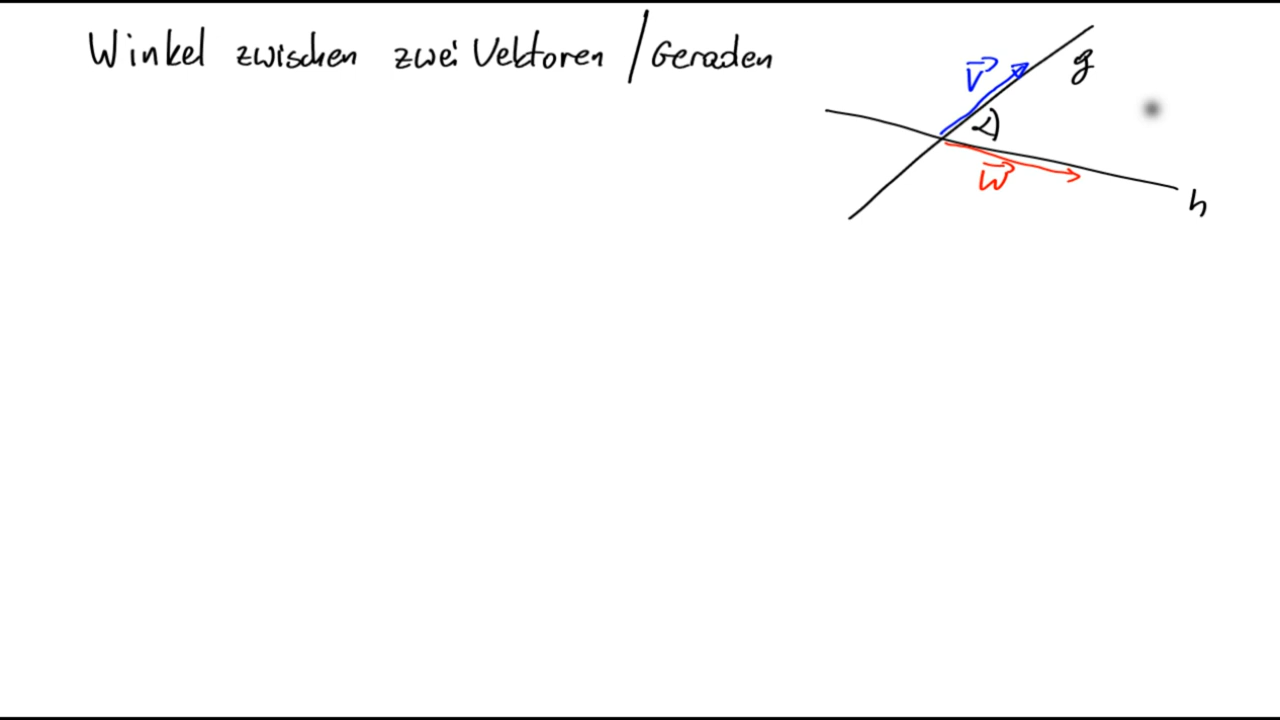 Winkel zwischen zwei Vektoren / Geraden
g
v⃗
α
w⃗
h